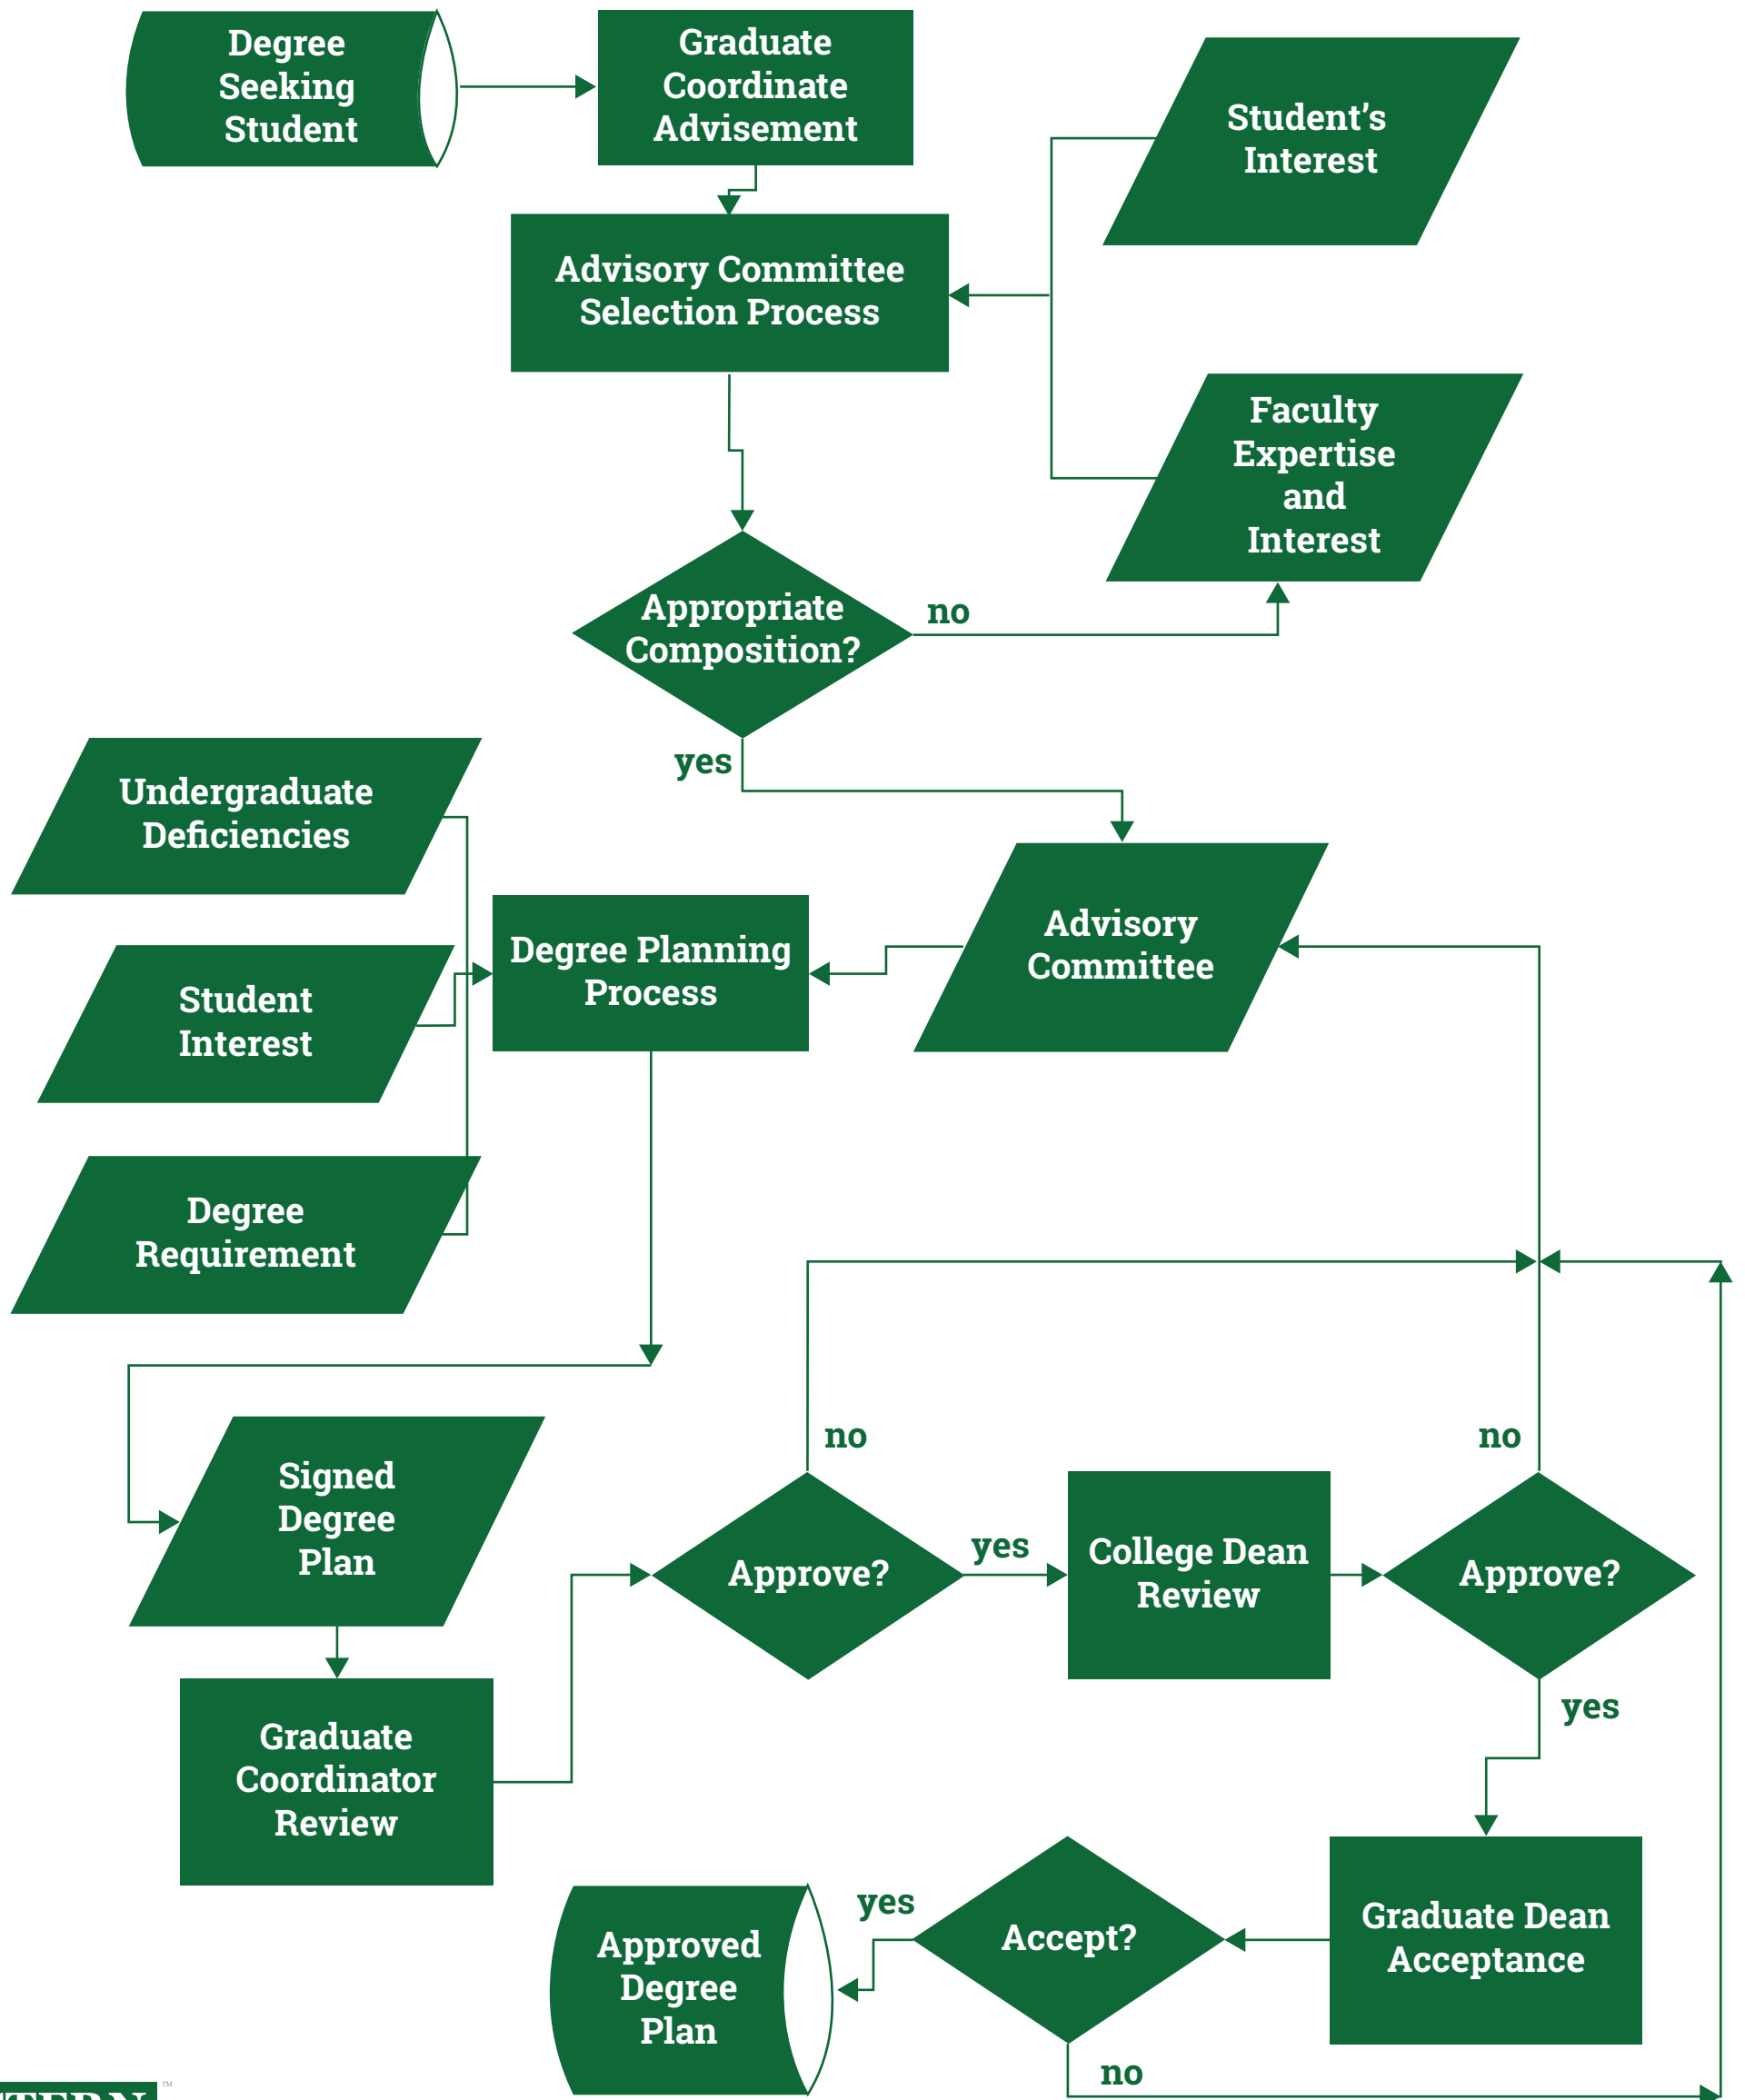 Degree
Seeking
Student
Graduate
Coordinate
Advisement
Student’s
Interest
Advisory Committee
Selection Process
Faculty
Expertise
and
Interest
Appropriate
Composition?
no
yes
Undergraduate
Deficiencies
Advisory
Committee
Degree Planning
Process
Student
Interest
Degree
Requirement
no
no
Signed
Degree
Plan
Approve?
yes
College Dean
Review
Approve?
yes
Graduate
Coordinator
Review
Graduate Dean
Acceptance
Accept?
yes
Approved
Degree
Plan
no
TM